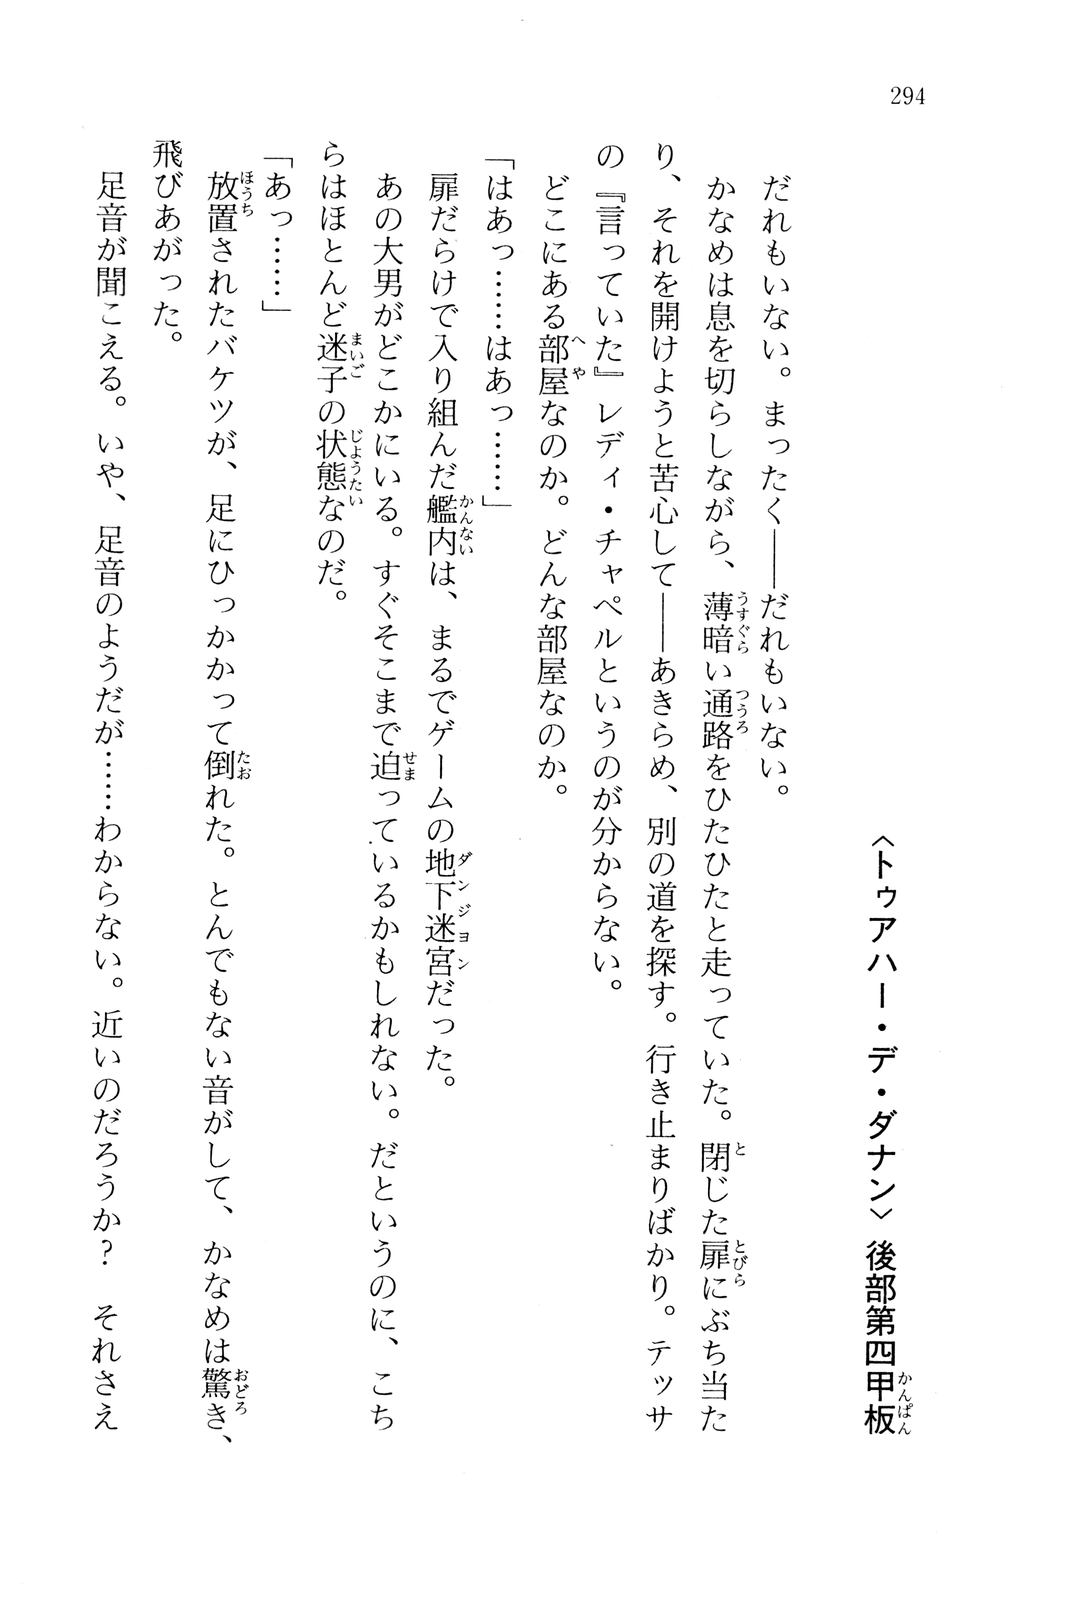 294
〈トゥアハー・デ・ダナン〉後部第四甲板
だれもいない。まったく――だれもいない。
かなめは息を切らしながら、薄暗い通路をひたひたと走っていた。閉じた扉にぶち当た
り、それを開けようと苦心して――あきらめ、別の道を探す。行き止まりばかり。テッサ
の『言っていた』レディ・チャペルというのが分からない。
どこにある部屋なのか。どんな部屋なのか。
「はあっ……はあっ……」
扉だらけで入り組んだ艦内は、まるでゲームの地下迷宮だった。
あの大男がどこかにいる。すぐそこまで迫っているかもしれない。だというのに、こち
らはほとんど迷子の状態なのだ。
「あっ……」
放置されたバケツが、足にひっかかって倒れた。とんでもない音がして、かなめは驚き、
飛びあがった。
足音が聞こえる。いや、足音のようだが……わからない。近いのだろうか？　それさえ